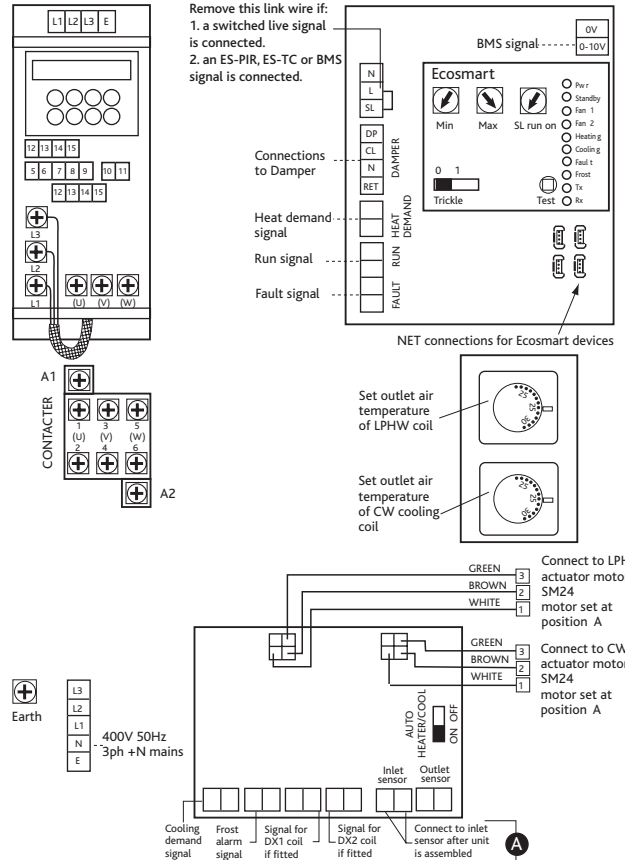 L1 L2 L3 E
12 13 14 15
5 6 7 8 9 10 11
12 13 14 15
L3
L2
L1
(U) (V) (W)
A1
CONTACTER
1 3 5
(U) (V) (W)
2 4 6
A2
Remove this link wire if:
1. a switched live signal
is connected.
2. an ES-PIR, ES-TC or BMS
signal is connected.
N
L
SL
Connections
to Damper
DP
CL
N
RET
DAMPER
Heat demand
signal
HEAT
DEMAND
Run signal
RUN
Fault signal
FAULT
BMS signal
0V
0-10V
Ecosmart
Min Max SL run on
0 1
Trickle
Test
Pwr
Standby
Fan 1
Fan 2
Heating
Cooling
Fault
Frost
Tx
Rx
NET connections for Ecosmart devices
Set outlet air
temperature
of LPHW coil
25
25
30
Set outlet air
temperature
of CW cooling
coil
25
25
30
GREEN
BROWN
WHITE
3
2
1
Connect to LPH
actuator motor
SM24
motor set at
position A
GREEN
BROWN
WHITE
3
2
1
Connect to CW
actuator motor
SM24
motor set at
position A
Earth
L3
L2
L1
N
E
400V 50Hz
3ph +N mains
AUTO
HEATER/COOL
ON OFF
Inlet
sensor
Outlet
sensor
Cooling
demand
signal
Frost
alarm
signal
Signal for
DX1 coil
if fitted
Signal for
DX2 coil
if fitted
Connect to inlet
sensor after unit
is assembled
A